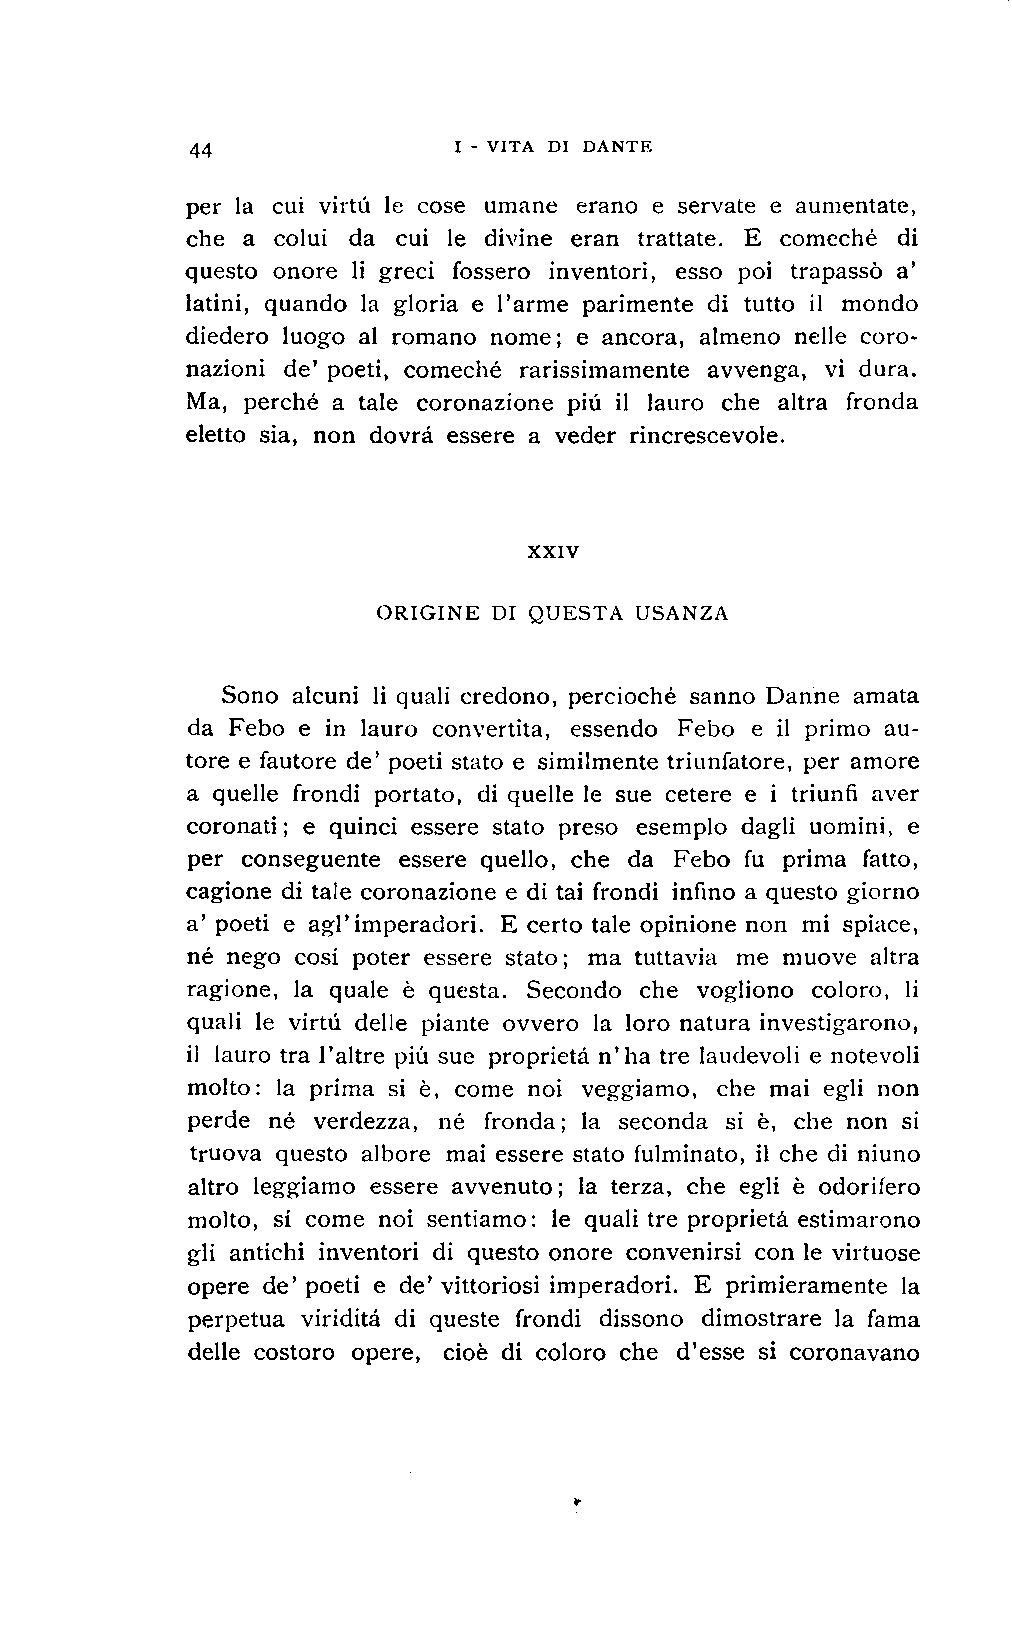 44 I - VITA DI DANTE
per la cui virtú le cose umane erano e servate e aumentate,
che a colui da cui le divine eran trattate. E comeché di
questo onore li greci fossero inventori, esso poi trapassò a'
latini, quando la gloria e l'arme parimente di tutto il mondo
diedero luogo al romano nome; e ancora, almeno nelle coro-
nazioni de' poeti, comeché rarissimamente avvenga, vi dura.
Ma, perché a tale coronazione piú il lauro che altra fronda
eletto sia, non dovrá essere a veder rincrescevole.
XXIV
ORIGINE DI QUESTA USANZA
Sono alcuni li quali credono, percioché sanno Danne amata
da Febo e in lauro convertita, essendo Febo e il primo au-
tore e fautore de' poeti stato e similmente triunfatore, per amore
a quelle frondi portato, di quelle le sue cetere e i triunfi aver
coronati; e quinci essere stato preso esemplo dagli uomini, e
per conseguente essere quello, che da Febo fu prima fatto,
cagione di tale coronazione e di tai frondi infino a questo giorno
a' poeti e agl'imperadori. E certo tale opinione non mi spiace,
né nego cosí poter essere stato; ma tuttavia me muove altra
ragione, la quale è questa. Secondo che vogliono coloro, li
quali le virtú delle piante ovvero la loro natura investigarono,
il lauro tra l'altre piú sue proprietá n'ha tre laudevoli e notevoli
molto: la prima si è, come noi veggiamo, che mai egli non
perde né verdezza, né fronda; la seconda si è, che non si
truova questo albore mai essere stato fulminato, il che di niuno
altro leggiamo essere avvenuto; la terza, che egli è odorifero
molto, sí come noi sentiamo: le quali tre proprietá estimarono
gli antichi inventori di questo onore convenirsi con le virtuose
opere de' poeti e de' vittoriosi imperadori. E primieramente la
perpetua viriditá di queste frondi dissono dimostrare la fama
delle costoro opere, cioè di coloro che d'esse si coronavano